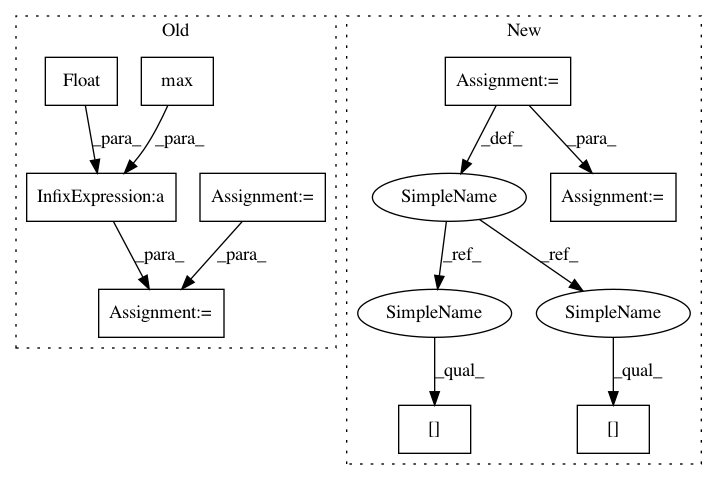 Old
New
Float
max
Assignment:=
_para_
_para_
_def_
_para_
InfixExpression:a
Assignment:=
SimpleName
Assignment:=
_para_
_para_
_ref_
_ref_
Assignment:=
SimpleName
SimpleName
_qual_
_qual_
[]
[]